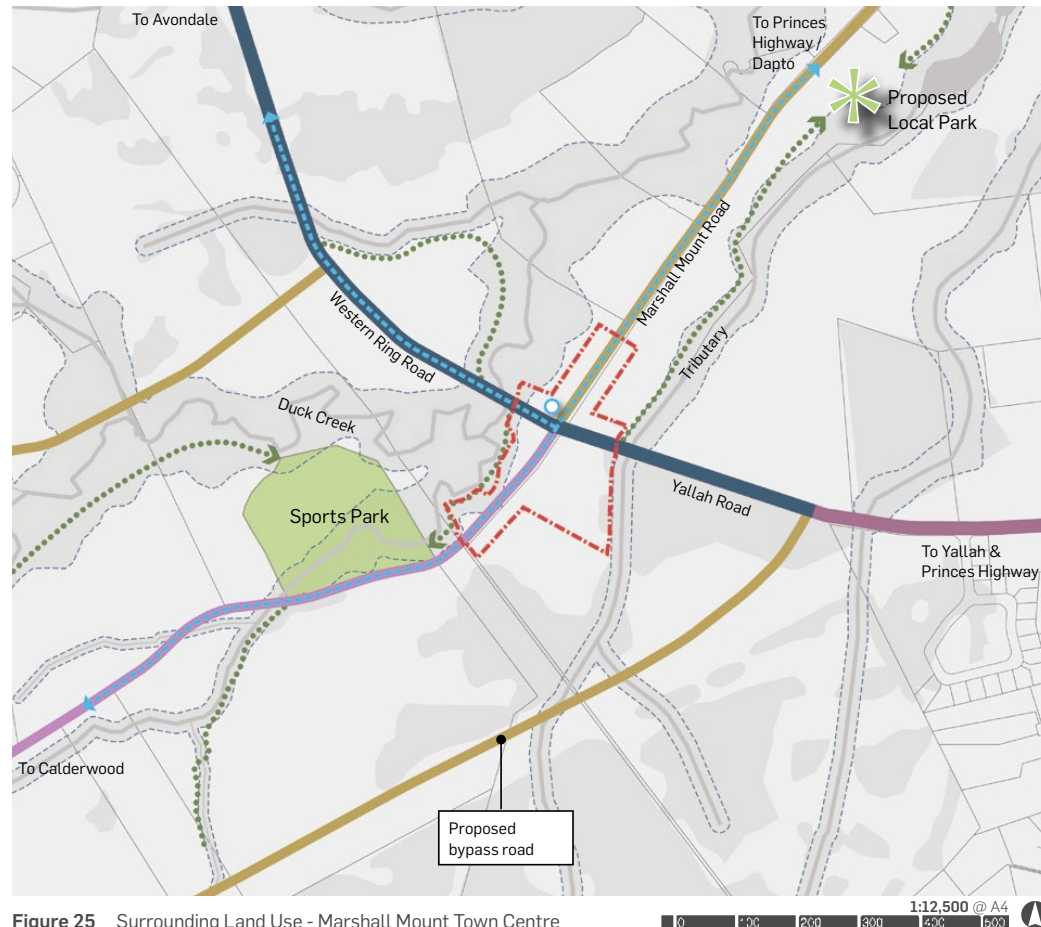 To Avondale
To Princes
Highway /
Dapto
Proposed
Local Park
Marshall Mount Road
Western Ring Road
Tributary
Duck Creek
Sports Park
Yallah Road
To Yallah &
Princes Highway
To Calderwood
Proposed
bypass road
Figure 25 Surrounding Land Use - Marshall Mount Town Centre
1:12,500 @ A4
0 100 200 300 400 500